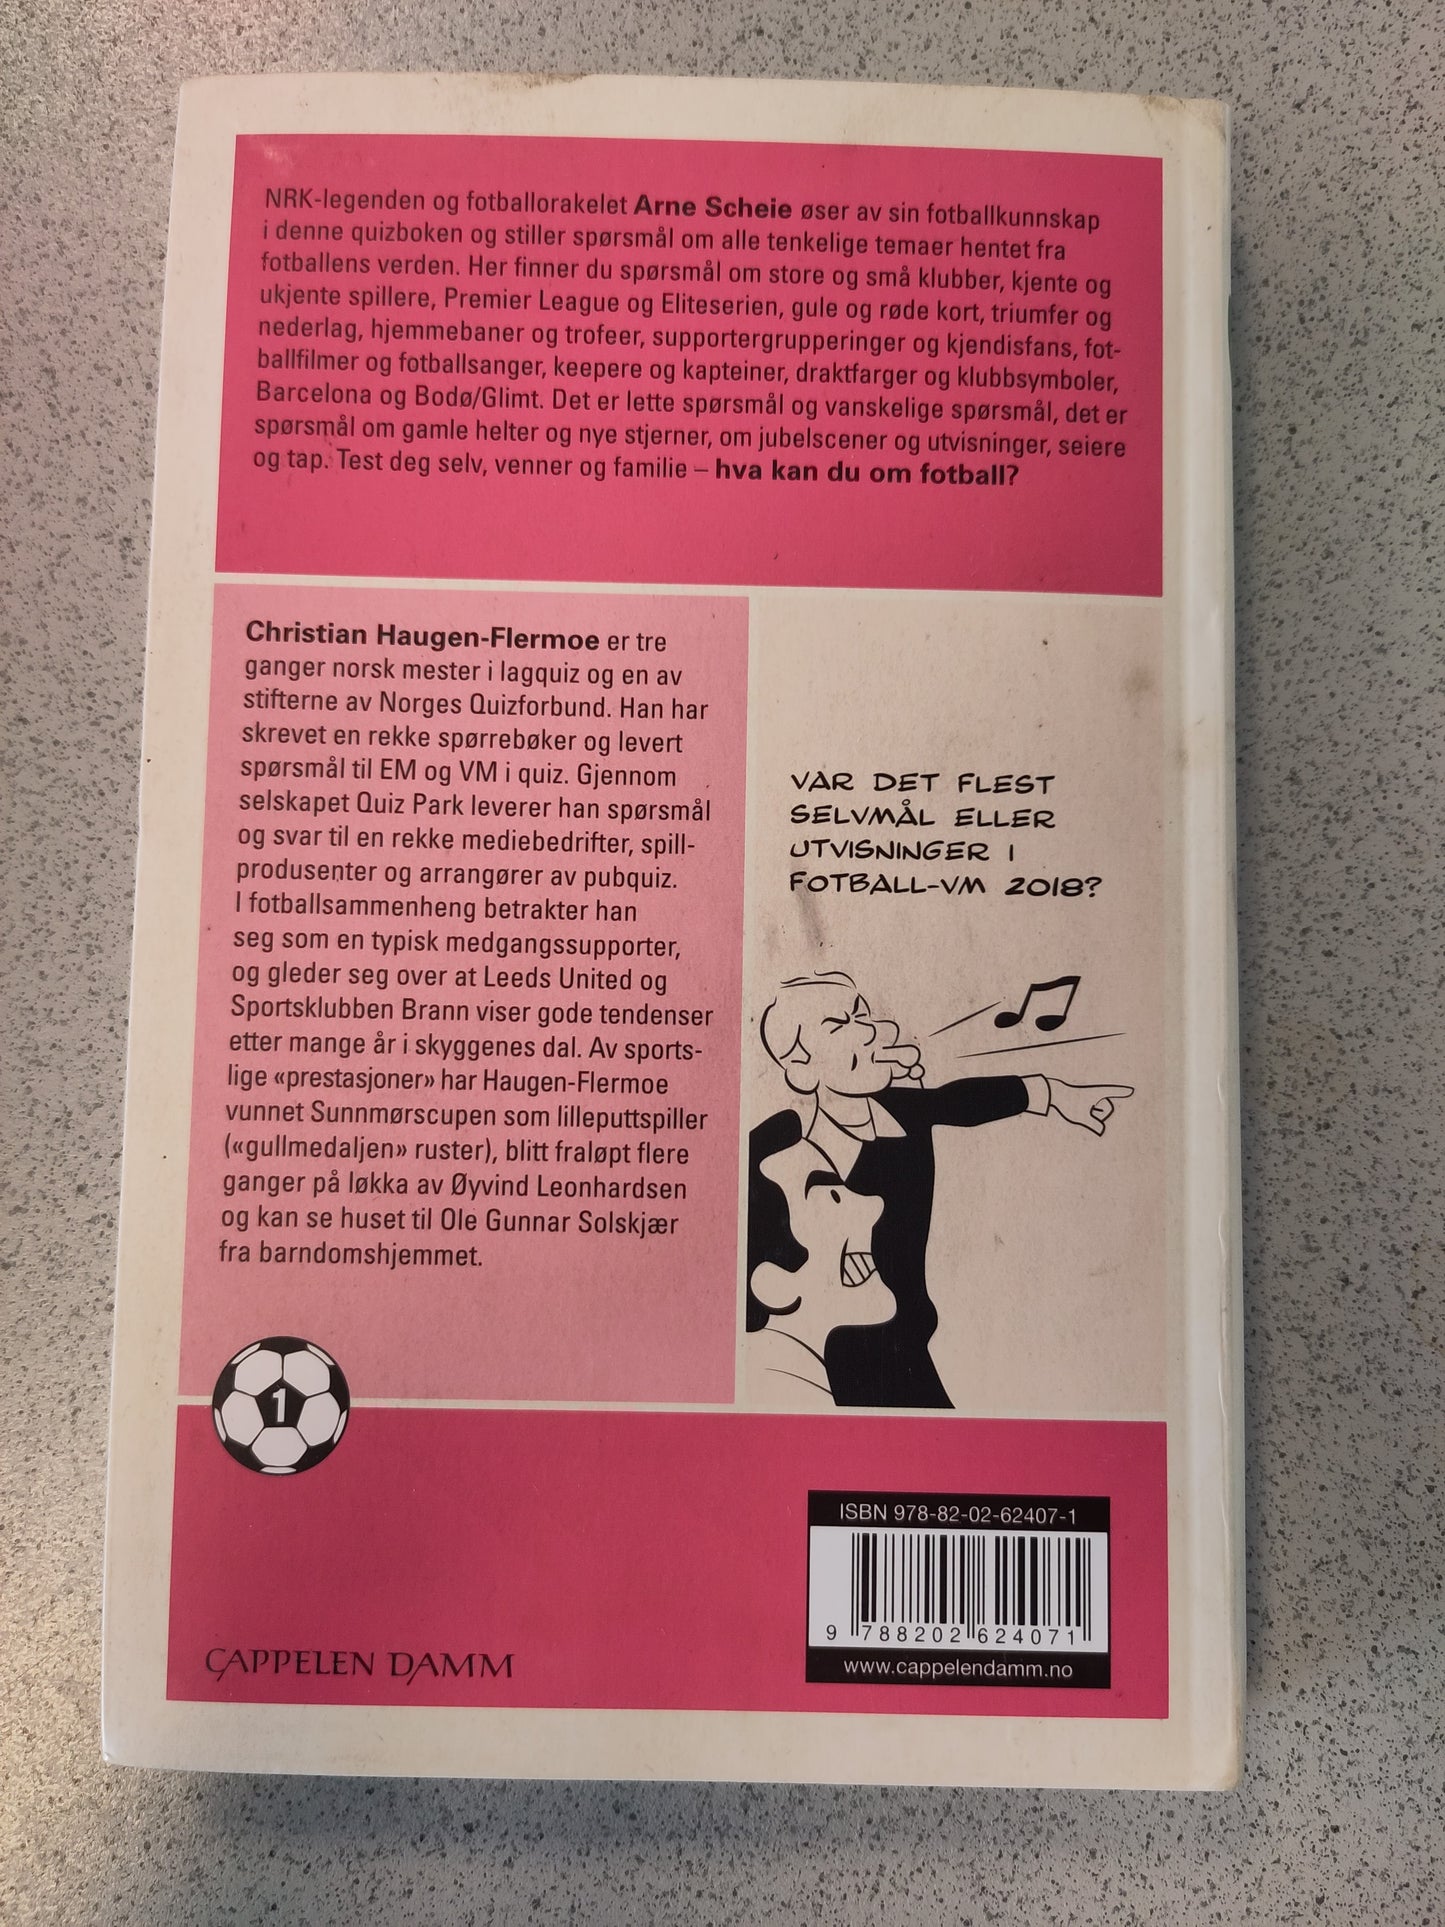 NRK-legenden og fotballorakelet Arne Scheie øser av sin fotballkunnskap
i denne quizboken og stiller spørsmål om alle tenkelige temaer hentet fra
fotballens verden. Her finner du spørsmål om store og små klubber, kjente og
ukjente spillere, Premier League og Eliteserien, gule og røde kort, triumfer og
nederlag, hjemmebaner og trofeer, supportergrupperinger og kjendisfans, fot-
ballfilmer og fotballsanger, keepere og kapteiner, draktfarger og klubbsymboler,
Barcelona og Bodø/Glimt. Det er lette spørsmål og vanskelige spørsmål, det er
spørsmål om gamle helter og nye stjerner, om jubelscener og utvisninger, seiere
og tap. Test deg selv, venner og familie – hva kan du om fotball?
Christian Haugen-Flermoe er tre
ganger norsk mester i lagquiz og en av
stifterne av Norges Quizforbund. Han har
skrevet en rekke spørrebøker og levert
spørsmål til EM og VM i quiz. Gjennom
selskapet Quiz Park leverer han spørsmål
og svar til en rekke mediebedrifter, spill-
produsenter og arrangører av pubquiz.
I fotballsammenheng betrakter han
seg som en typisk medgangssupporter,
og gleder seg over at Leeds United og
Sportsklubben Brann viser gode tendenser
etter mange år i skyggenes dal. Av sports-
lige «prestasjoner» har Haugen-Flermoe
vunnet Sunnmørscupen som lilleputtspiller
(«gullmedaljen» ruster), blitt fraløpt flere
ganger på løkka av Øyvind Leonhardsen
og kan se huset til Ole Gunnar Solskjær
fra barndomshjemmet.
VAR DET FLEST
SELVMÅL ELLER
UTVISNINGER I
FOTBALL-VM 2018?
1
ISBN 978-82-02-62407-1
9 788202 624071
www.cappelendamm.no
CAPPELEN DAMM